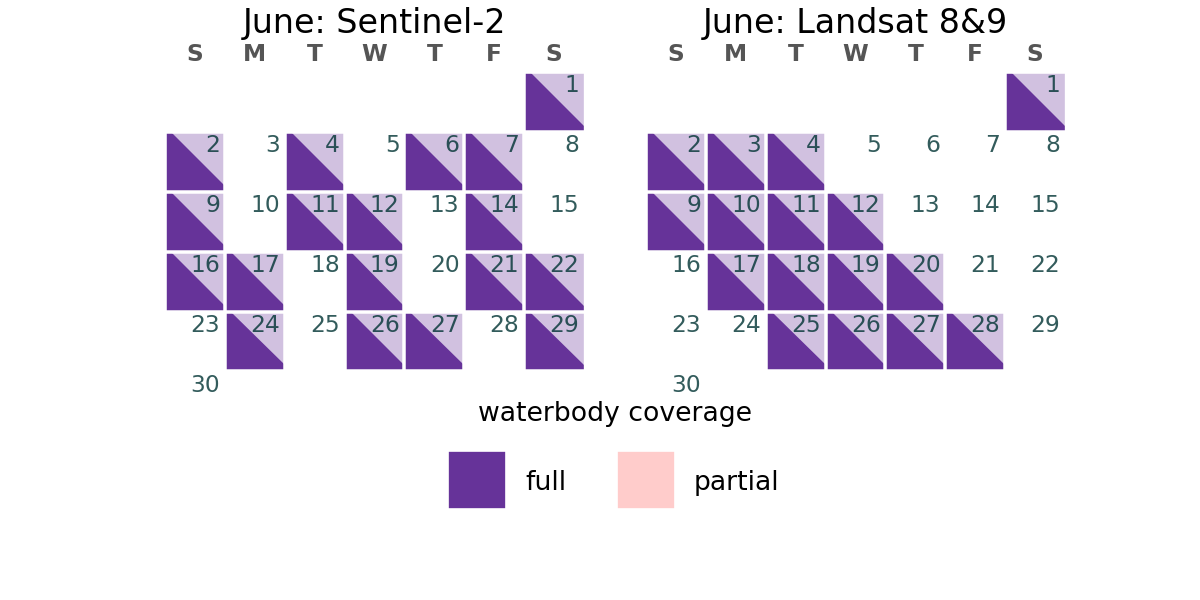 June: Sentinel-2
S M T W T F S
1
2 3 4 5 6 7 8
9 10 11 12 13 14 15
16 17 18 19 20 21 22
23 24 25 26 27 28 29
30
June: Landsat 8&9
S M T W T F S
1
2 3 4 5 6 7 8
9 10 11 12 13 14 15
16 17 18 19 20 21 22
23 24 25 26 27 28 29
30
waterbody coverage
full partial